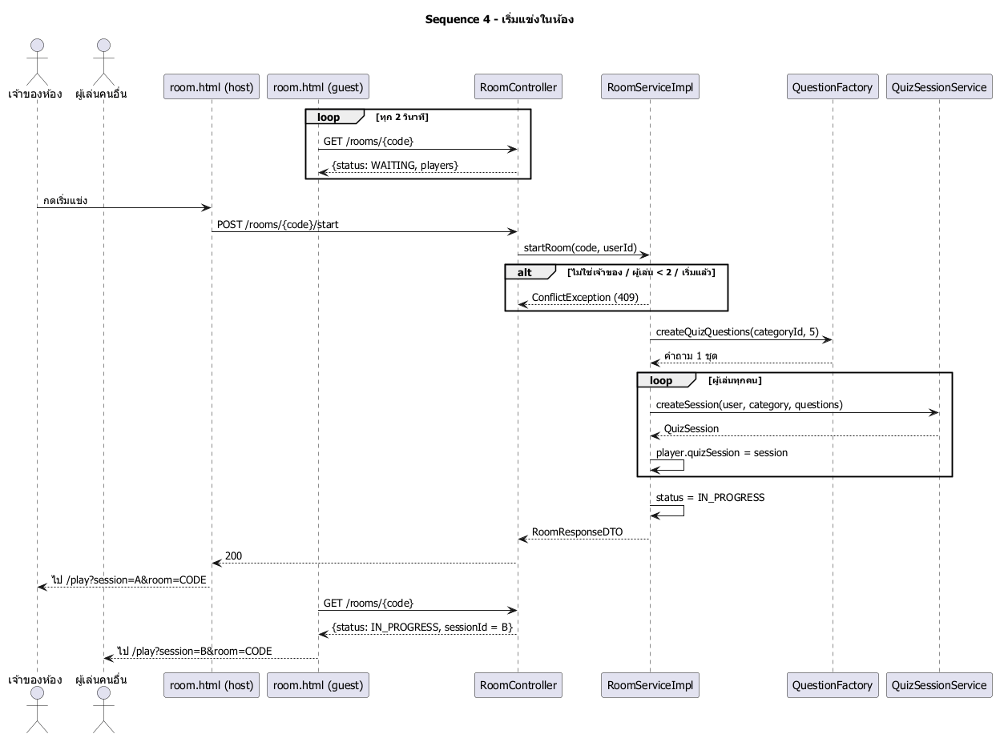 Sequence 4 - เริ่มแข่งในห้อง
เจ้าของห้อง
ผู้เล่นคนอื่น
room.html (host)
room.html (guest)
RoomController
RoomServiceImpl
QuestionFactory
QuizSessionService
loop [ทุก 2 วินาที]
GET /rooms/{code}
{status: WAITING, players}
กดเริ่มแข่ง
POST /rooms/{code}/start
startRoom(code, userId)
alt [ไม่ใช่เจ้าของ / ผู้เล่น < 2 / เริ่มแล้ว]
ConflictException (409)
createQuizQuestions(categoryId, 5)
คำถาม 1 ชุด
loop [ผู้เล่นทุกคน]
createSession(user, category, questions)
QuizSession
player.quizSession = session
status = IN_PROGRESS
RoomResponseDTO
200
ไป /play?session=A&room=CODE
GET /rooms/{code}
{status: IN_PROGRESS, sessionId = B}
ไป /play?session=B&room=CODE
เจ้าของห้อง
ผู้เล่นคนอื่น
room.html (host)
room.html (guest)
RoomController
RoomServiceImpl
QuestionFactory
QuizSessionService